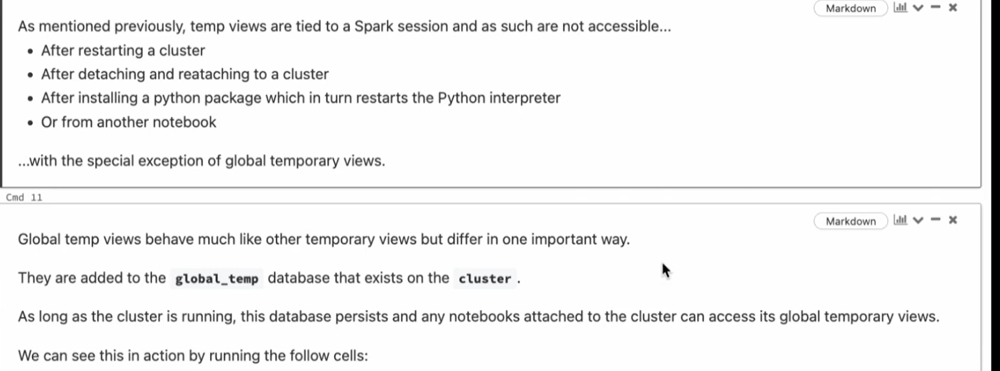 Markdown
As mentioned previously, temp views are tied to a Spark session and as such are not accessible...
• After restarting a cluster
• After detaching and reataching to a cluster
• After installing a python package which in turn restarts the Python interpreter
• Or from another notebook
...with the special exception of global temporary views.
Cmd 11
Markdown
Global temp views behave much like other temporary views but differ in one important way.
They are added to the global_temp database that exists on the cluster .
As long as the cluster is running, this database persists and any notebooks attached to the cluster can access its global temporary views.
We can see this in action by running the follow cells: